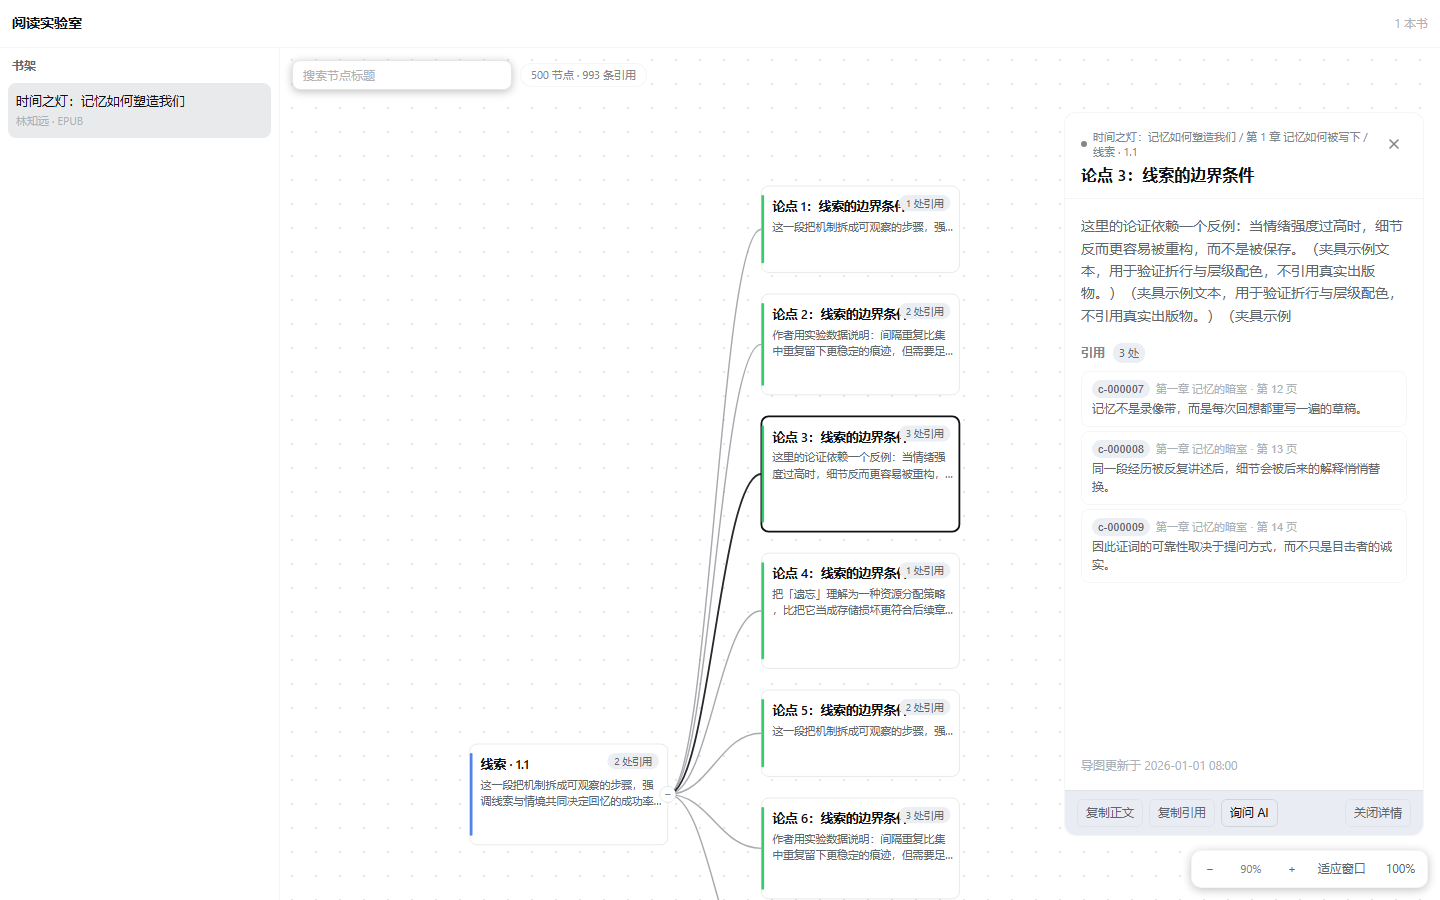 阅读实验室
1 本书
书架
时间之灯：记忆如何塑造我们
林知远 · EPUB
搜索节点标题
500 节点 · 993 条引用
论点 1：线索的边界条件
1 处引用
这一段把机制拆成可观察的步骤，强...
论点 2：线索的边界条件
2 处引用
作者用实验数据说明：间隔重复比集
中重复留下更稳定的痕迹，但需要足...
论点 3：线索的边界条件
3 处引用
这里的论证依赖一个反例：当情绪强
度过高时，细节反而更容易被重构，...
论点 4：线索的边界条件
1 处引用
把「遗忘」理解为一种资源分配策略
，比把它当成存储损坏更符合后续章...
论点 5：线索的边界条件
2 处引用
这一段把机制拆成可观察的步骤，强...
线索 · 1.1
2 处引用
这一段把机制拆成可观察的步骤，强
调线索与情境共同决定回忆的成功率...
−
论点 6：线索的边界条件
3 处引用
作者用实验数据说明：间隔重复比集
中重复留下更稳定的痕迹，但需要足...
时间之灯：记忆如何塑造我们 / 第 1 章 记忆如何被写下 /
线索 · 1.1
论点 3：线索的边界条件
这里的论证依赖一个反例：当情绪强度过高时，细节
反而更容易被重构，而不是被保存。（夹具示例文
本，用于验证折行与层级配色，不引用真实出版
物。）（夹具示例文本，用于验证折行与层级配色，
不引用真实出版物。）（夹具示例
引用 3 处
c-000007 第一章 记忆的暗室 · 第 12 页
记忆不是录像带，而是每次回想都重写一遍的草稿。
c-000008 第一章 记忆的暗室 · 第 13 页
同一段经历被反复讲述后，细节会被后来的解释悄悄替
换。
c-000009 第一章 记忆的暗室 · 第 14 页
因此证词的可靠性取决于提问方式，而不只是目击者的诚
实。
导图更新于 2026-01-01 08:00
复制正文 复制引用 询问 AI 关闭详情
− 90% + 适应窗口 100%